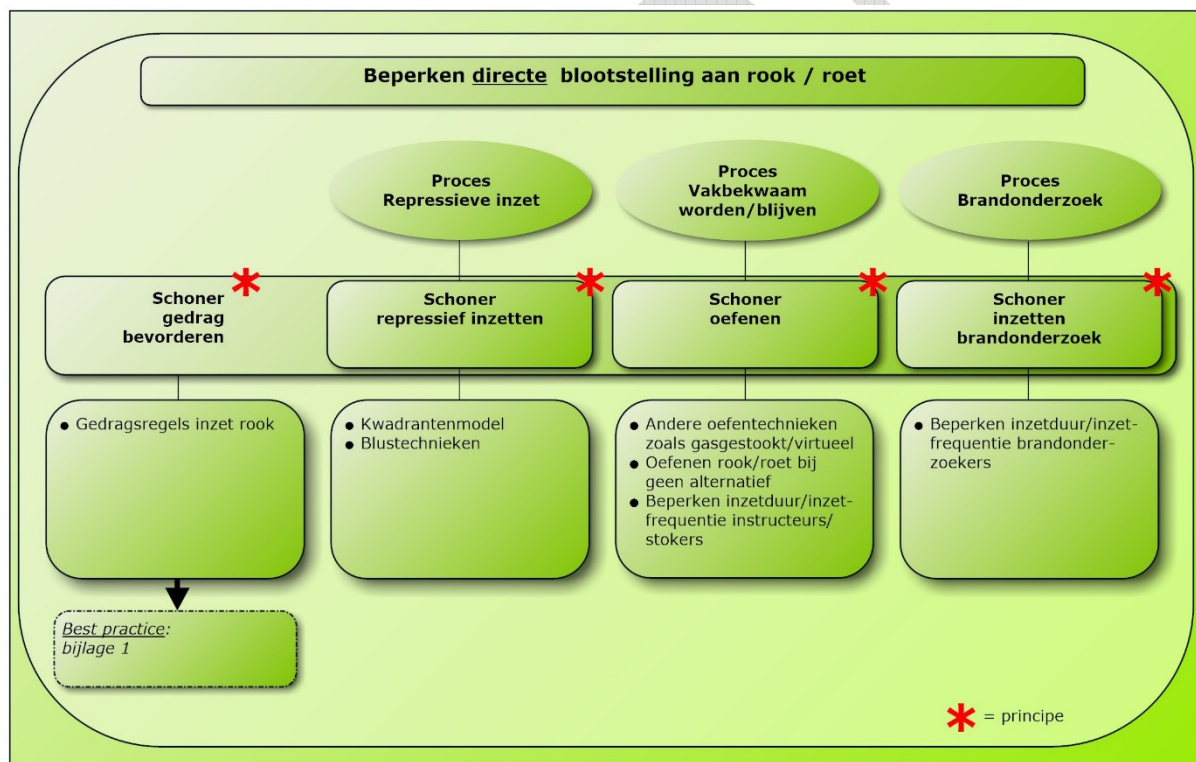 Beperken directe blootstelling aan rook / roet
Proces
Repressieve inzet
Proces
Vakbekwaam
worden/blijven
Proces
Brandonderzoek
Schoner
gedrag
bevorderen
Schoner
repressief inzetten
Schoner
oefenen
Schoner
inzetten
brandonderzoek
● Gedragsregels inzet rook
● Kwadrantenmodel
● Blustechnieken
● Andere oefentechnieken
zoals gasgestookt/virtueel
● Oefenen rook/roet bij
geen alternatief
● Beperken inzetduur/inzet-
frequentie instructeurs/
stokers
● Beperken inzetduur/inzet-
frequentie brandonder-
zoekers
Best practice:
bijlage 1
* = principe